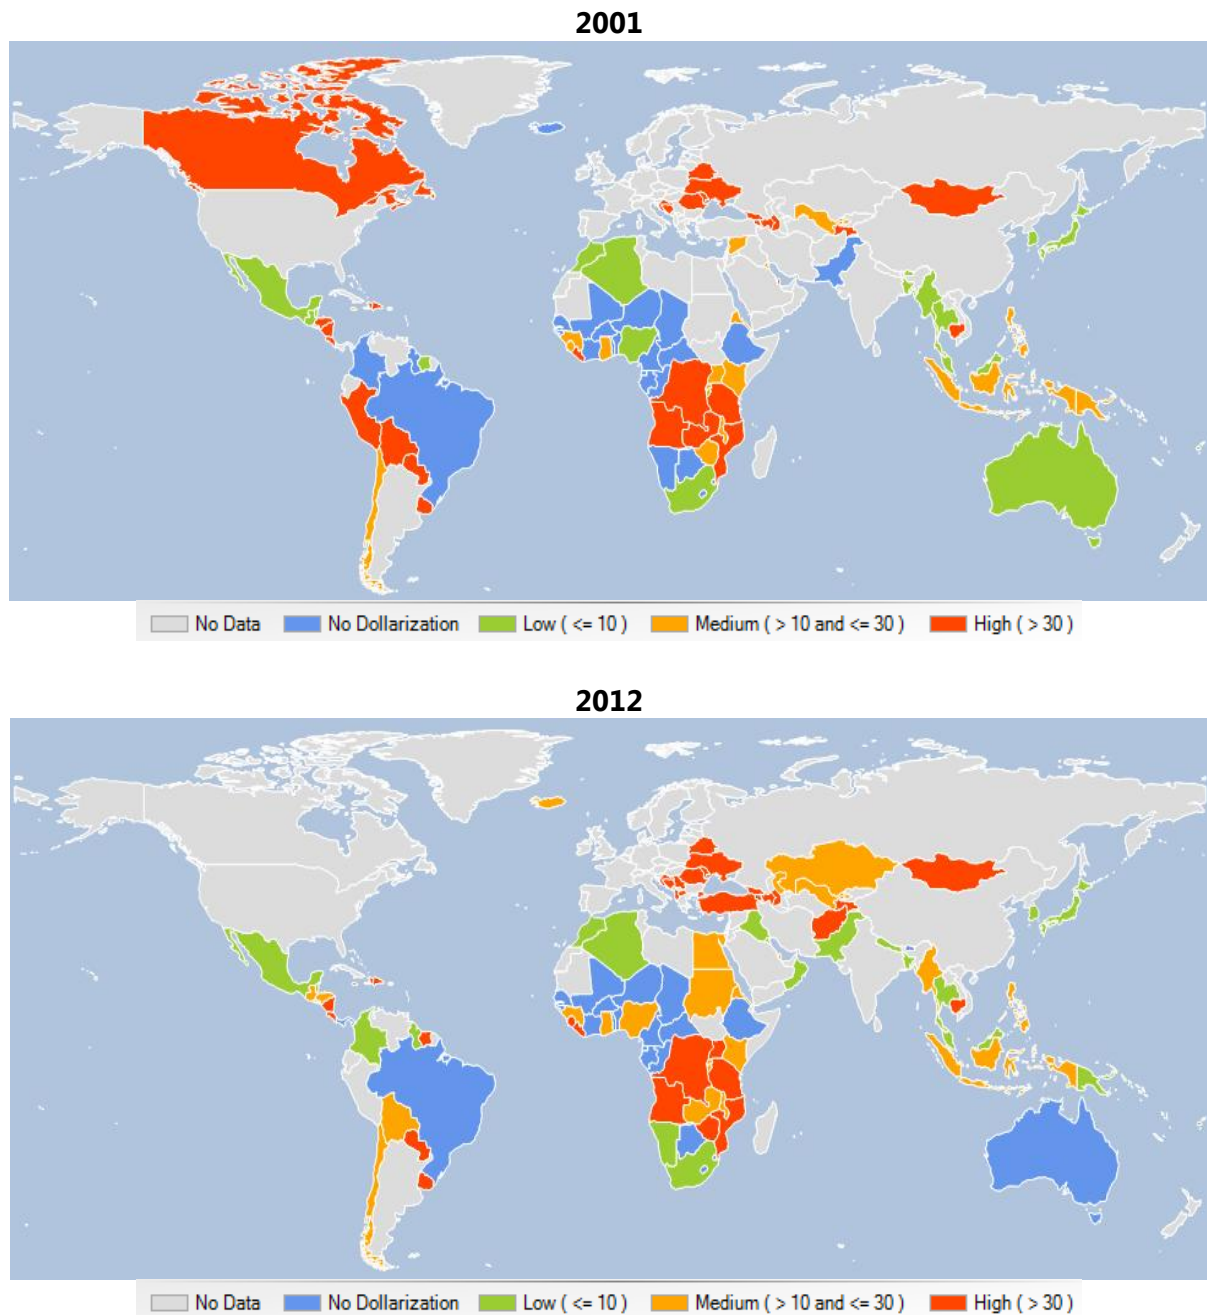 2001
No Data No Dollarization Low ( <= 10 ) Medium ( > 10 and <= 30 ) High ( > 30 )
2012
No Data No Dollarization Low ( <= 10 ) Medium ( > 10 and <= 30 ) High ( > 30 )